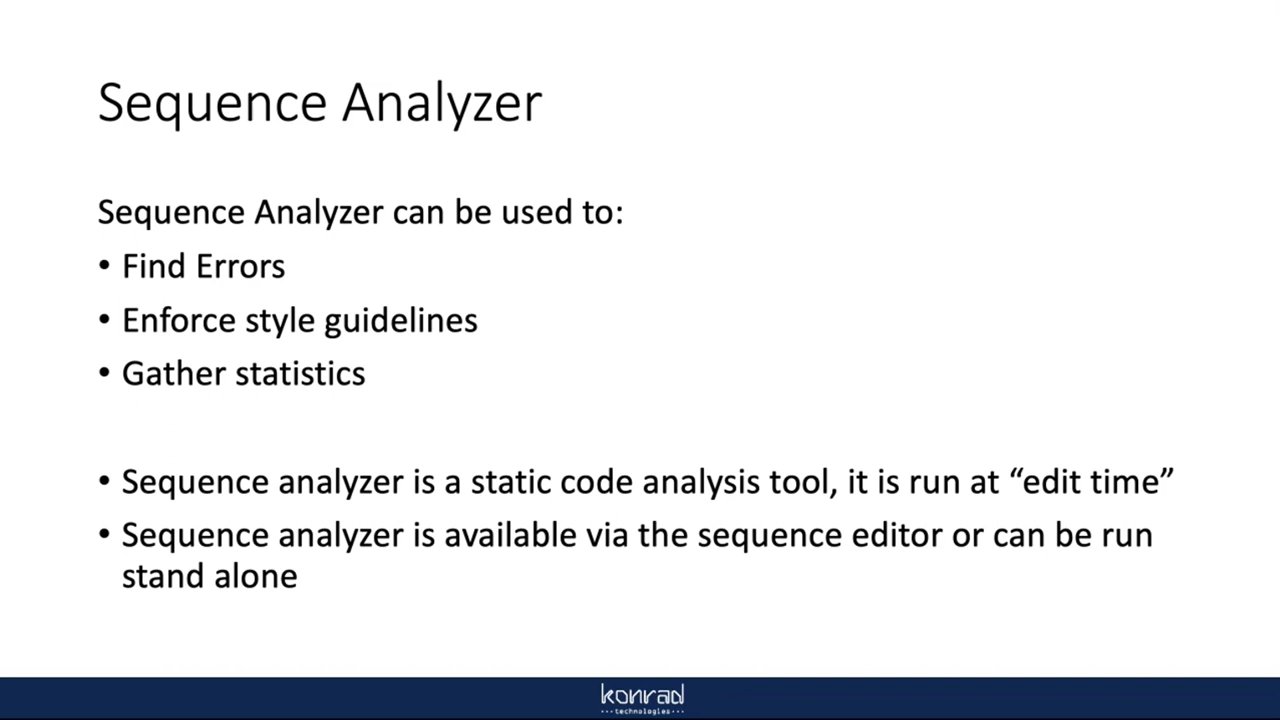 Sequence Analyzer
Sequence Analyzer can be used to:
• Find Errors
• Enforce style guidelines
• Gather statistics
• Sequence analyzer is a static code analysis tool, it is run at “edit time”
• Sequence analyzer is available via the sequence editor or can be run
stand alone
konrad
technologies